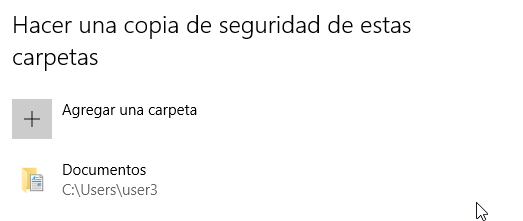 Hacer una copia de seguridad de estas
carpetas
Agregar una carpeta
Documentos
C:\Users\user3